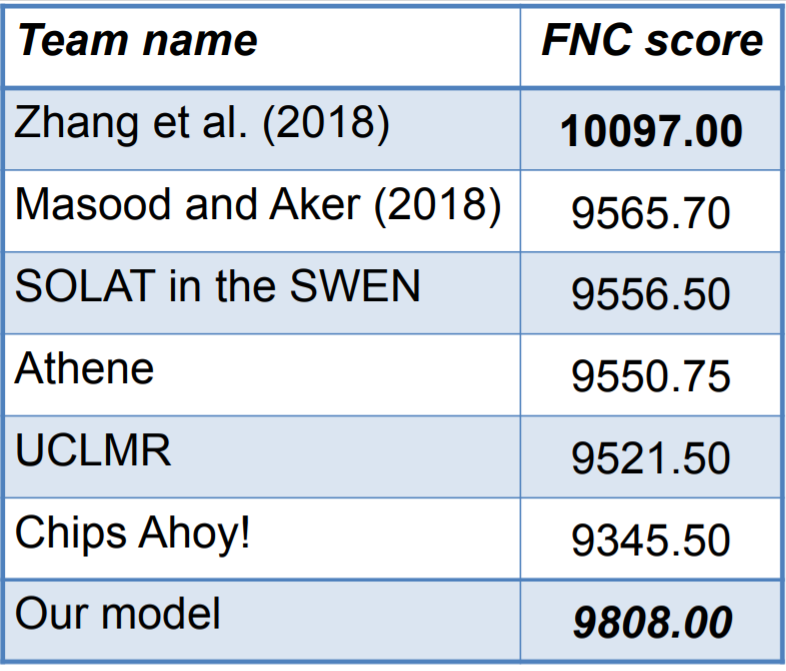 Team name FNC score
Zhang et al. (2018) 10097.00
Masood and Aker (2018) 9565.70
SOLAT in the SWEN 9556.50
Athene 9550.75
UCLMR 9521.50
Chips Ahoy! 9345.50
Our model 9808.00